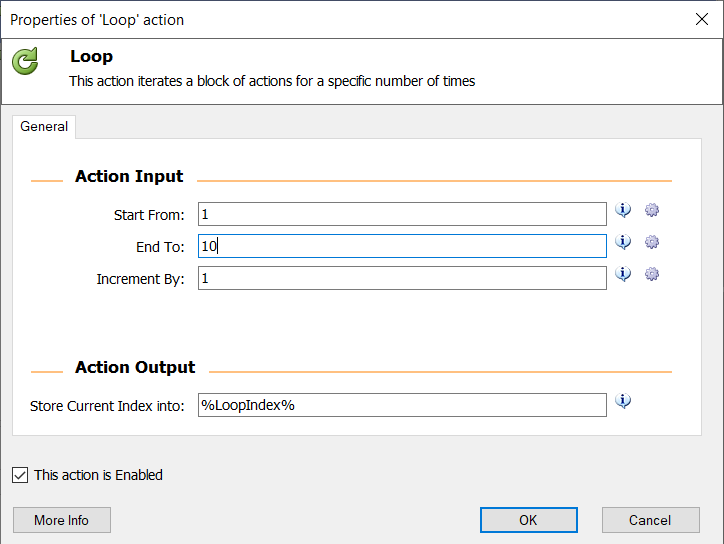 Properties of 'Loop' action
Loop
This action iterates a block of actions for a specific number of times
General
Action Input
Start From: 1
End To: 10
Increment By: 1
Action Output
Store Current Index into: %LoopIndex%
This action is Enabled
More Info OK Cancel